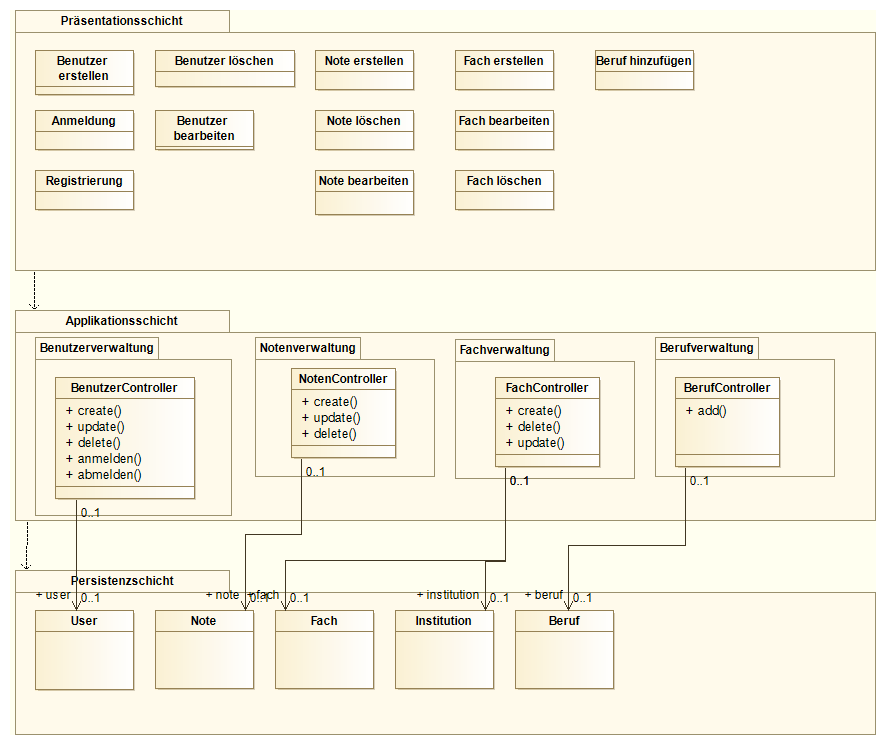 Präsentationsschicht
Benutzer
erstellen
Benutzer löschen
Note erstellen
Fach erstellen
Beruf hinzufügen
Anmeldung
Benutzer
bearbeiten
Note löschen
Fach bearbeiten
Registrierung
Note bearbeiten
Fach löschen
Applikationsschicht
Benutzerverwaltung
BenutzerController
+ create()
+ update()
+ delete()
+ anmelden()
+ abmelden()
0..1
Notenverwaltung
NotenController
+ create()
+ update()
+ delete()
0..1
Fachverwaltung
FachController
+ create()
+ delete()
+ update()
0..1
Berufverwaltung
BerufController
+ add()
0..1
Persistenzschicht
+ user
0..1
+ note
0..1
+ fach
0..1
+ institution
0..1
+ beruf
0..1
User
Note
Fach
Institution
Beruf